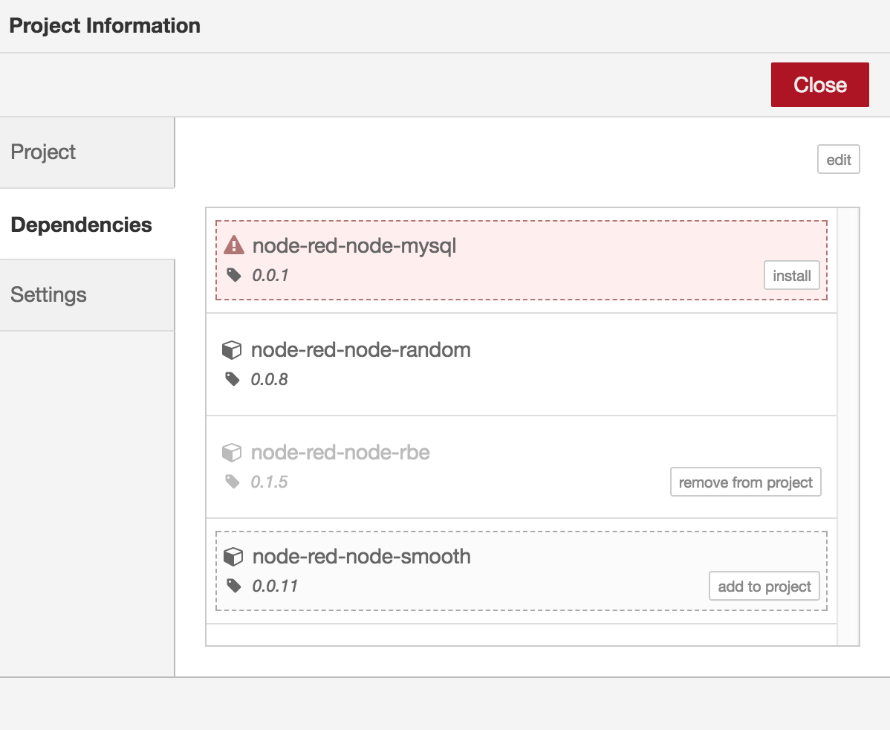 Project Information
Close
Project
edit
Dependencies
Settings
node-red-node-mysql
0.0.1
install
node-red-node-random
0.0.8
node-red-node-rbe
0.1.5
remove from project
node-red-node-smooth
0.0.11
add to project